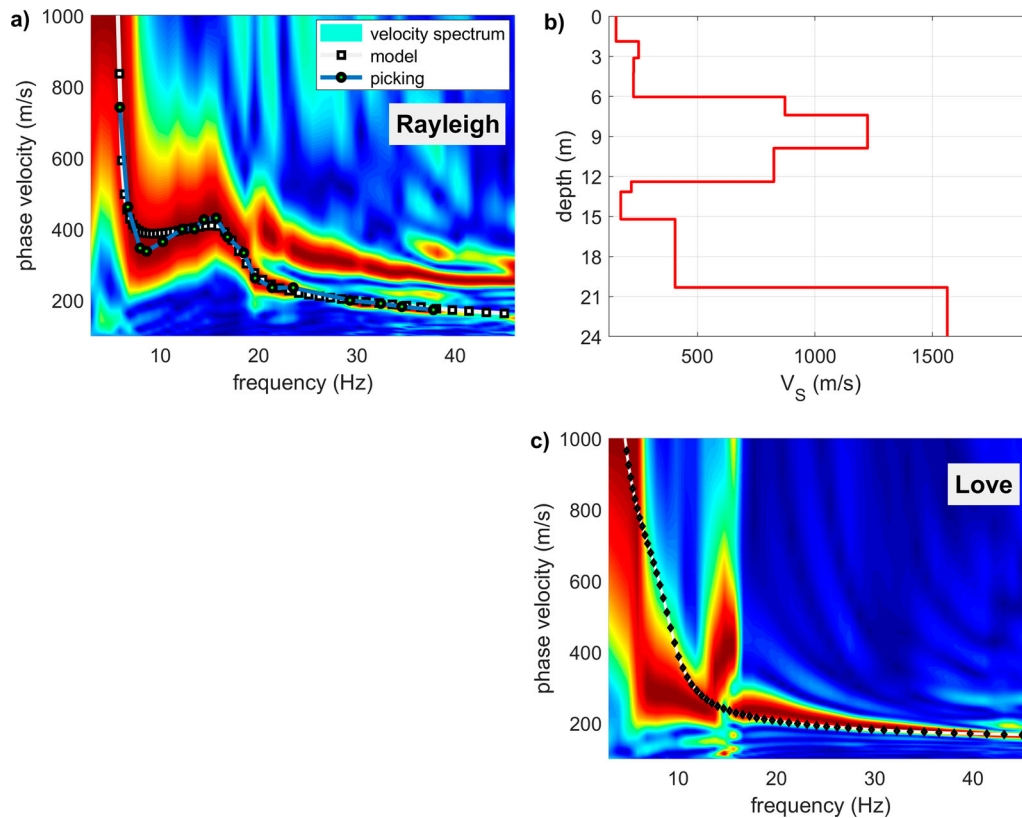 a)
1000
800
600
400
200
phase velocity (m/s)
velocity spectrum
model
picking
Rayleigh
10 20 30 40
frequency (Hz)
b)
0
3
6
9
12
15
18
21
24
depth (m)
500 1000 1500
V_S (m/s)
c)
1000
800
600
400
200
phase velocity (m/s)
Love
10 20 30 40
frequency (Hz)